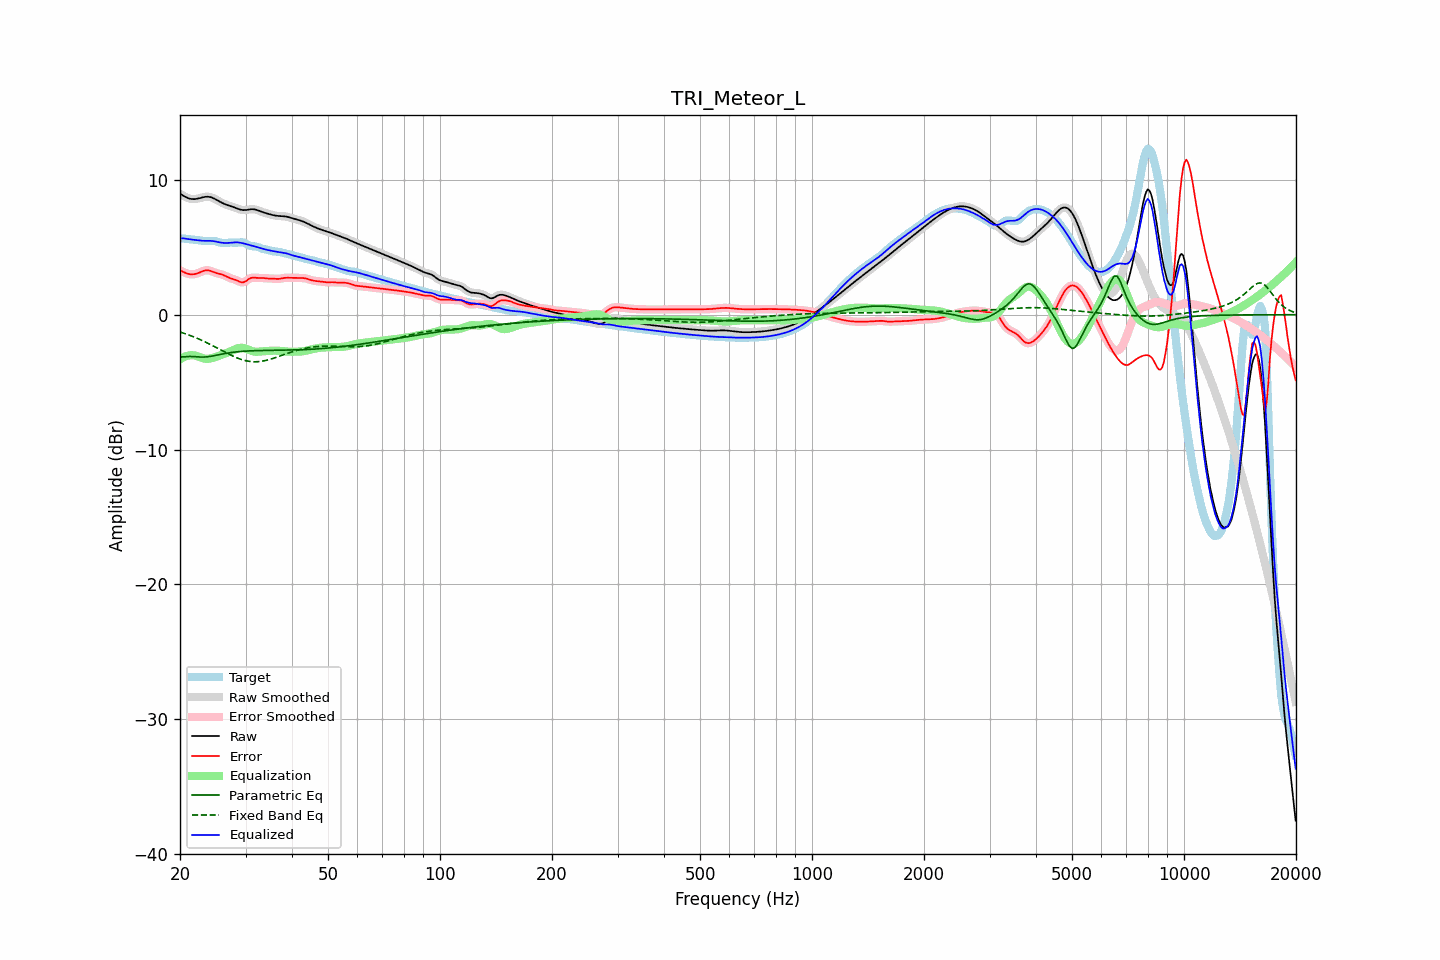 TRI_Meteor_L
10
0
−10
−20
−30
−40
Amplitude (dBr)
Target
Raw Smoothed
Error Smoothed
Raw
Error
Equalization
Parametric Eq
Fixed Band Eq
Equalized
20 50 100 200 500 1000 2000 5000 10000 20000
Frequency (Hz)